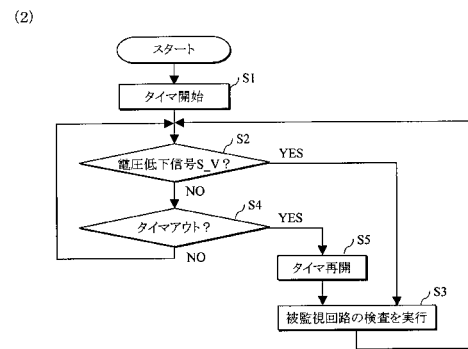 (2)
スタート
S1
タイマ開始
S2
電圧低下信号S_V?
YES
NO
S4
タイマアウト?
YES
NO
S5
タイマ再開
S3
被監視回路の検査を実行